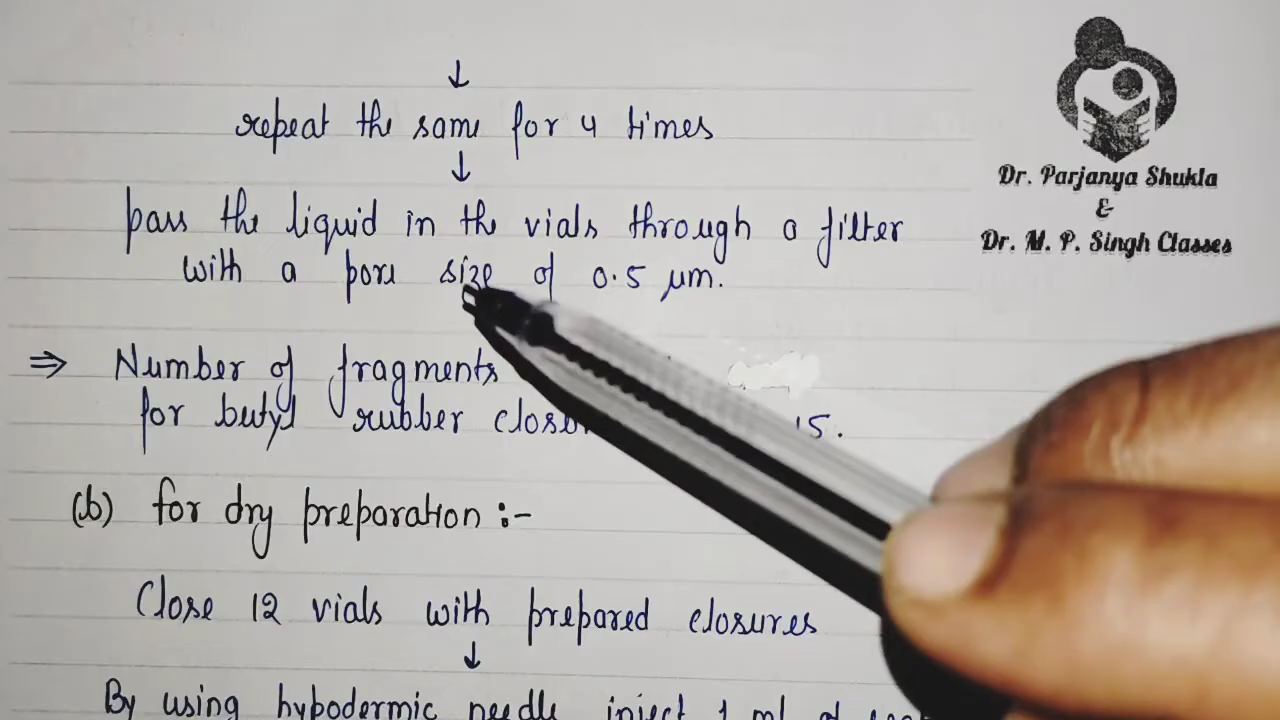 ↓
repeat the same for 4 times
↓
pass the liquid in the vials through a filter
with a pore size of 0.5 µm.
⇒ Number of fragments
for butyl rubber 15.
(b) for dry preparation :-
Close 12 vials with prepared closures
↓
By using hypodermic needle inject 1 ml of
Dr. Parjanya Shukla
&
Dr. M. P. Singh Classes